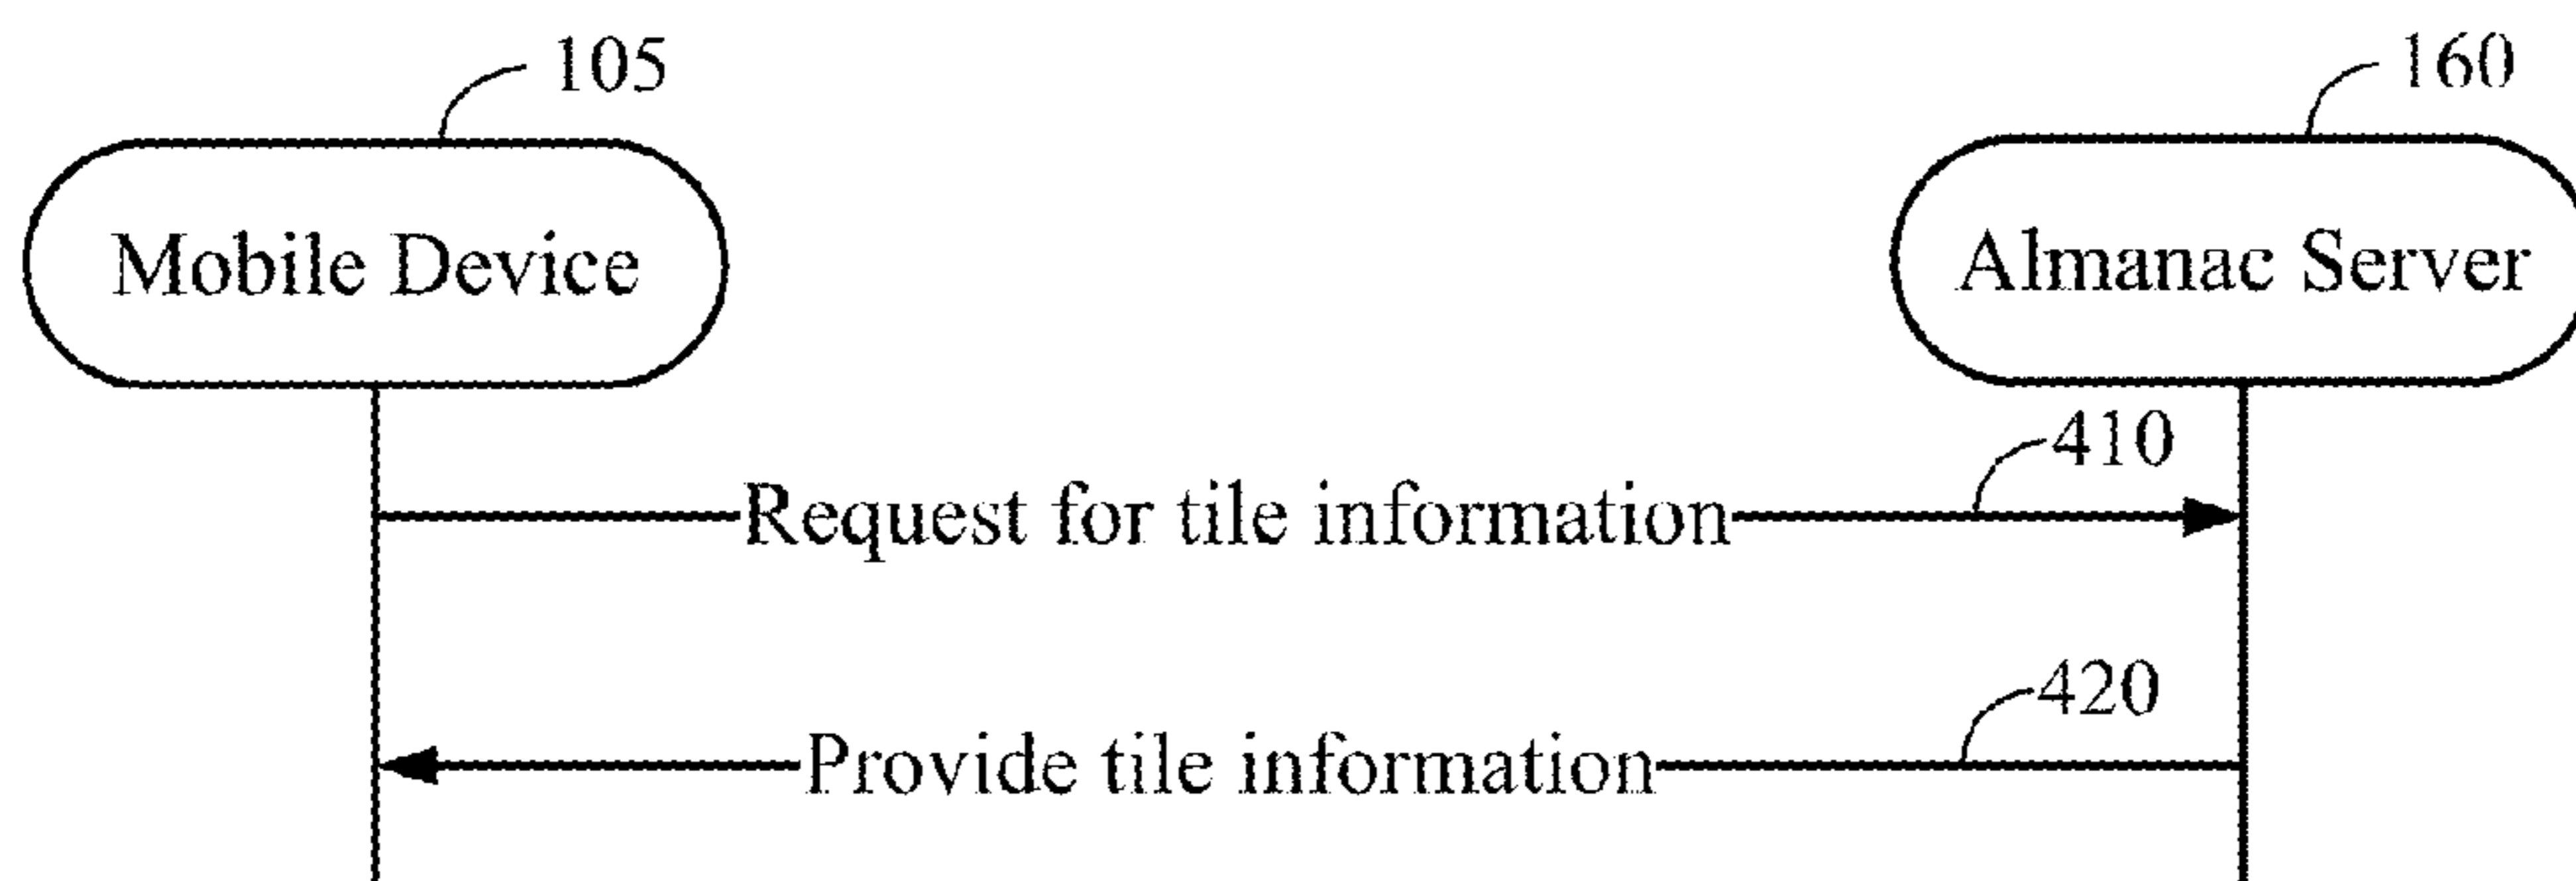 105
160
Mobile Device
Almanac Server
410
Request for tile information
420
Provide tile information